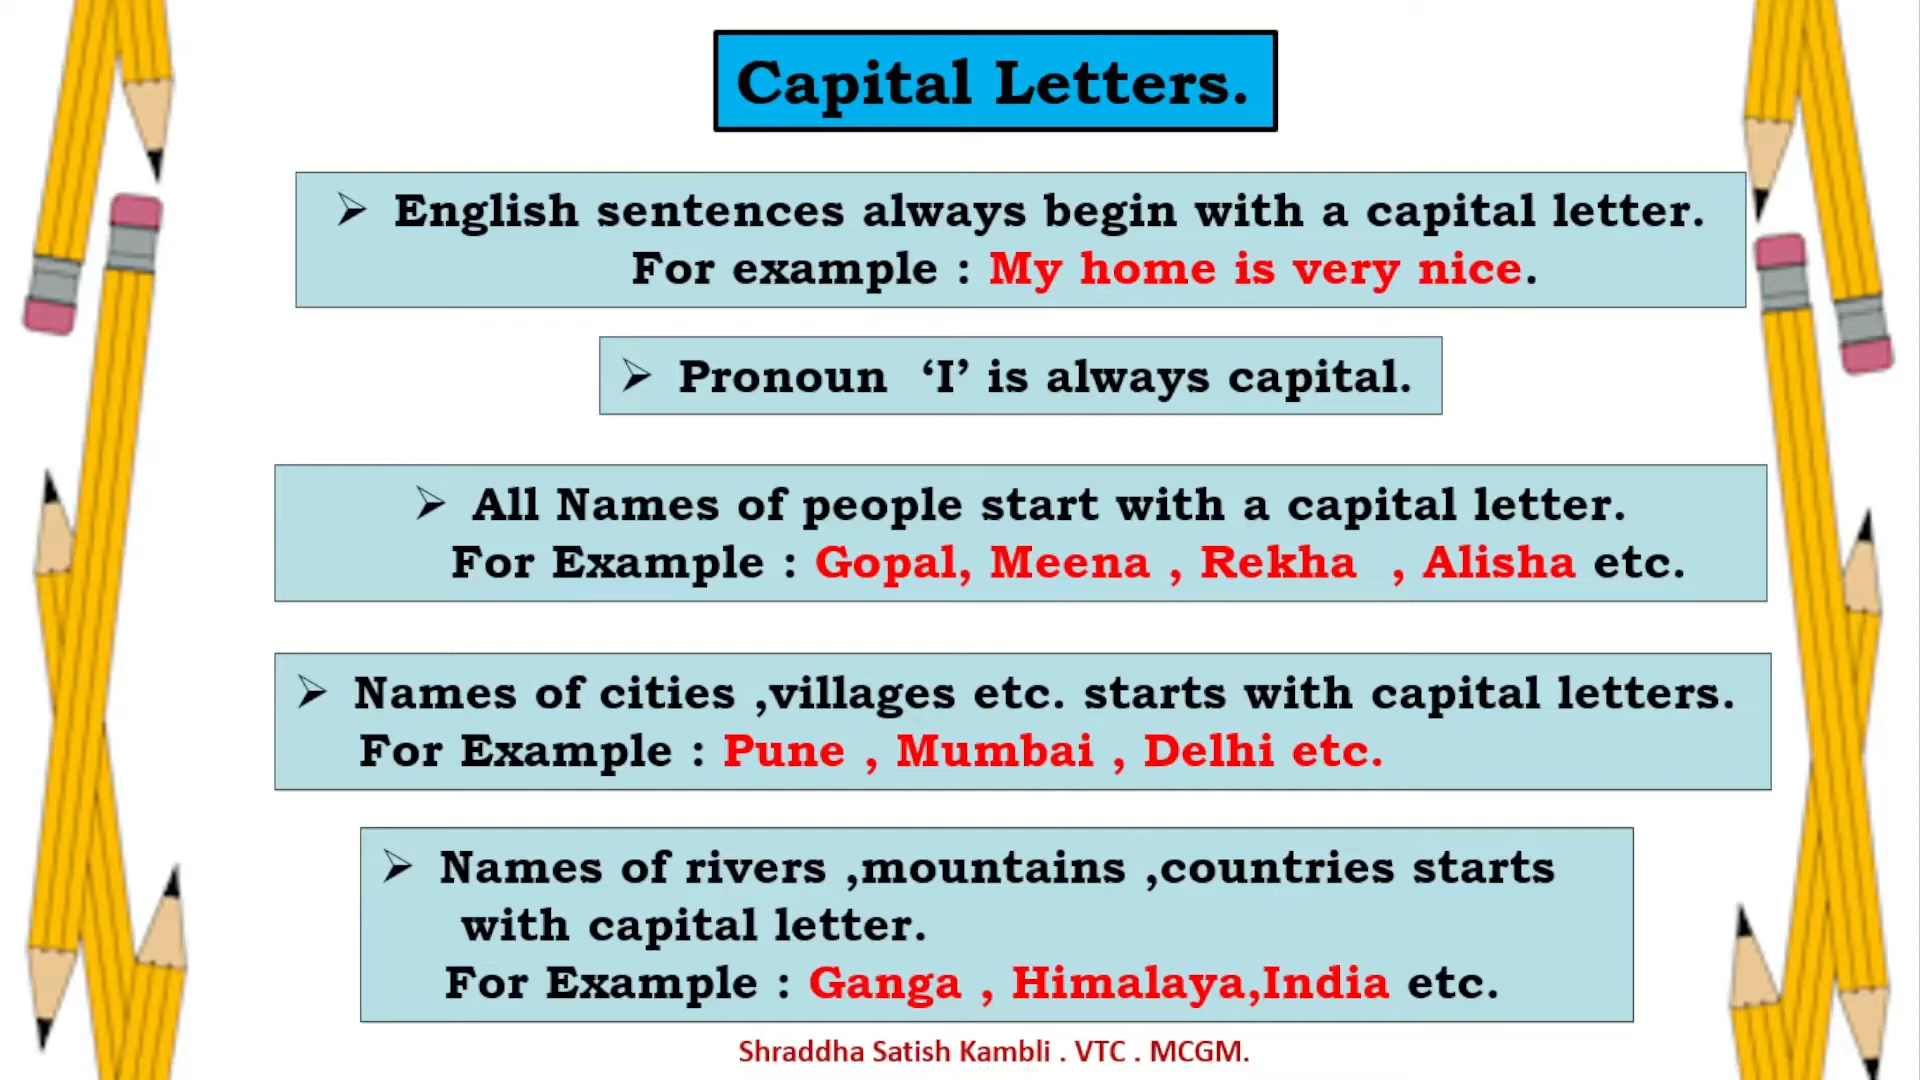 Capital Letters.
➢ English sentences always begin with a capital letter.
For example : My home is very nice.
➢ Pronoun ‘I’ is always capital.
➢ All Names of people start with a capital letter.
For Example : Gopal, Meena , Rekha , Alisha etc.
➢ Names of cities ,villages etc. starts with capital letters.
For Example : Pune , Mumbai , Delhi etc.
➢ Names of rivers ,mountains ,countries starts
with capital letter.
For Example : Ganga , Himalaya,India etc.
Shraddha Satish Kambli . VTC . MCGM.